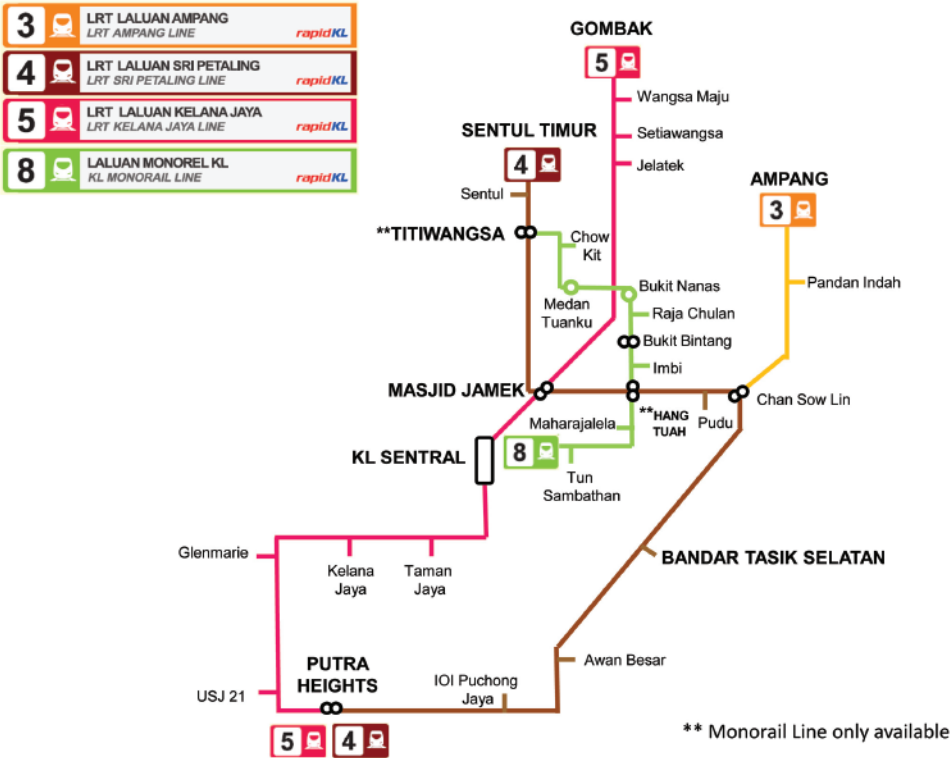 3 LRT LALUAN AMPANG
LRT AMPANG LINE rapidKL
4 LRT LALUAN SRI PETALING
LRT SRI PETALING LINE rapidKL
5 LRT LALUAN KELANA JAYA
LRT KELANA JAYA LINE rapidKL
8 LALUAN MONOREL KL
KL MONORAIL LINE rapidKL
GOMBAK
5
Wangsa Maju
Setiawangsa
Jelatek
SENTUL TIMUR
4
Sentul
**TITIWANGSA
Chow
Kit
Medan
Tuanku
AMPANG
3
Pandan Indah
Bukit Nanas
Raja Chulan
Bukit Bintang
Imbi
MASJID JAMEK
**HANG
TUAH
Pudu
Chan Sow Lin
Maharajalela
8
Tun
Sambathan
KL SENTRAL
Glenmarie
Kelana
Jaya
Taman
Jaya
BANDAR TASIK SELATAN
Awan Besar
USJ 21
PUTRA
HEIGHTS
IOI Puchong
Jaya
5 4
** Monorail Line only available